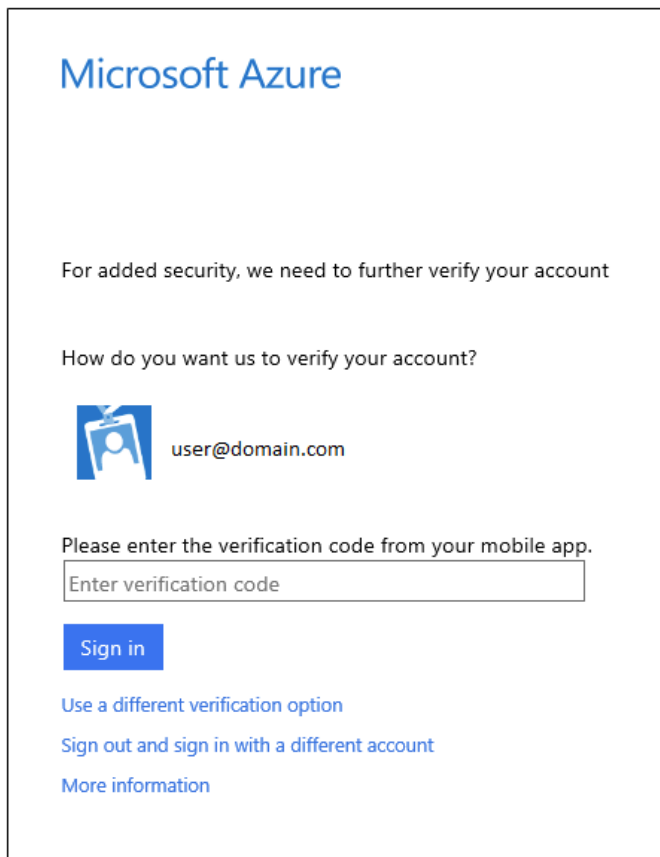 Microsoft Azure
For added security, we need to further verify your account
How do you want us to verify your account?
user@domain.com
Please enter the verification code from your mobile app.
Enter verification code
Sign in
Use a different verification option
Sign out and sign in with a different account
More information